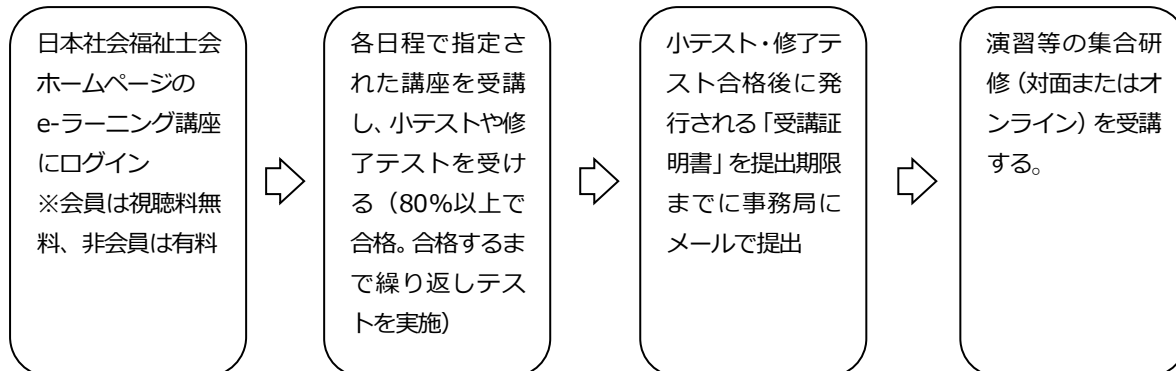 日本社会福祉士会
ホームページの
e-ラーニング講座
にログイン
※会員は視聴料無
料、非会員は有料
各日程で指定さ
れた講座を受講
し、小テストや修
了テストを受け
る（80％以上で
合格。合格するま
で繰り返しテス
トを実施）
小テスト・修了テ
スト合格後に発
行される「受講証
明書」を提出期限
までに事務局に
メールで提出
演習等の集合研
修（対面またはオ
ンライン）を受講
する。